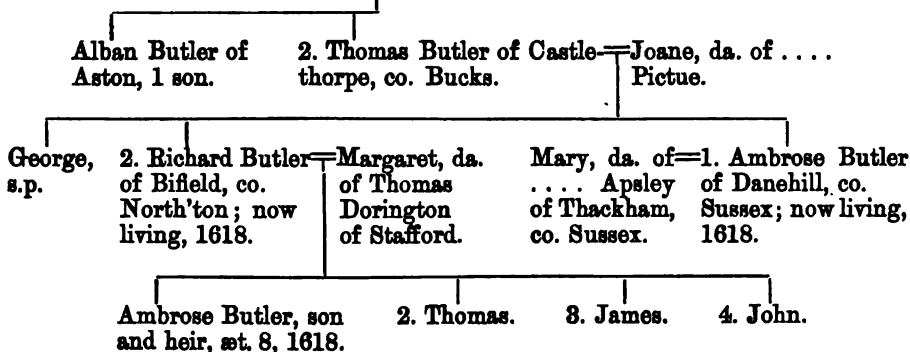 Alban Butler of
Aston, 1 son.
2. Thomas Butler of Castle-
thorpe, co. Bucks.
Joane, da. of ....
Pictue.
George,
s.p.
2. Richard Butler
of Bifield, co.
North'ton; now
living, 1618.
Margaret, da.
of Thomas
Dorington
of Stafford.
Mary, da. of
.... Apsley
of Thackham,
co. Sussex.
1. Ambrose Butler
of Danehill, co.
Sussex; now living,
1618.
Ambrose Butler, son
and heir, æt. 8, 1618.
2. Thomas.
3. James.
4. John.